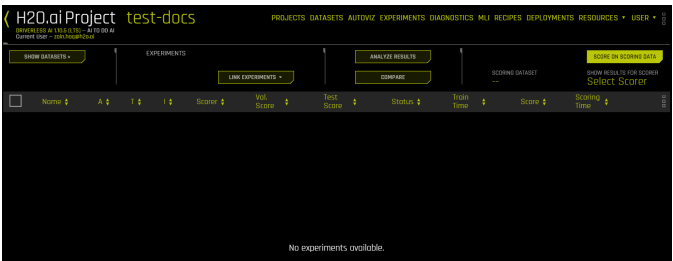 H2O.ai Project test-docs
DRIVERLESS AI 1.10.5 (LTS) – AI TO DO AI
Current User – zain.haq@h2o.ai
PROJECTS DATASETS AUTOVIZ EXPERIMENTS DIAGNOSTICS MLI RECIPES DEPLOYMENTS RESOURCES USER
SHOW DATASETS
EXPERIMENTS
LINK EXPERIMENTS
ANALYZE RESULTS
COMPARE
SCORING DATASET
--
SCORE ON SCORING DATA
SHOW RESULTS FOR SCORER
Select Scorer
Name A T I Scorer Val. Score Test Score Status Train Time Score Scoring Time
No experiments available.